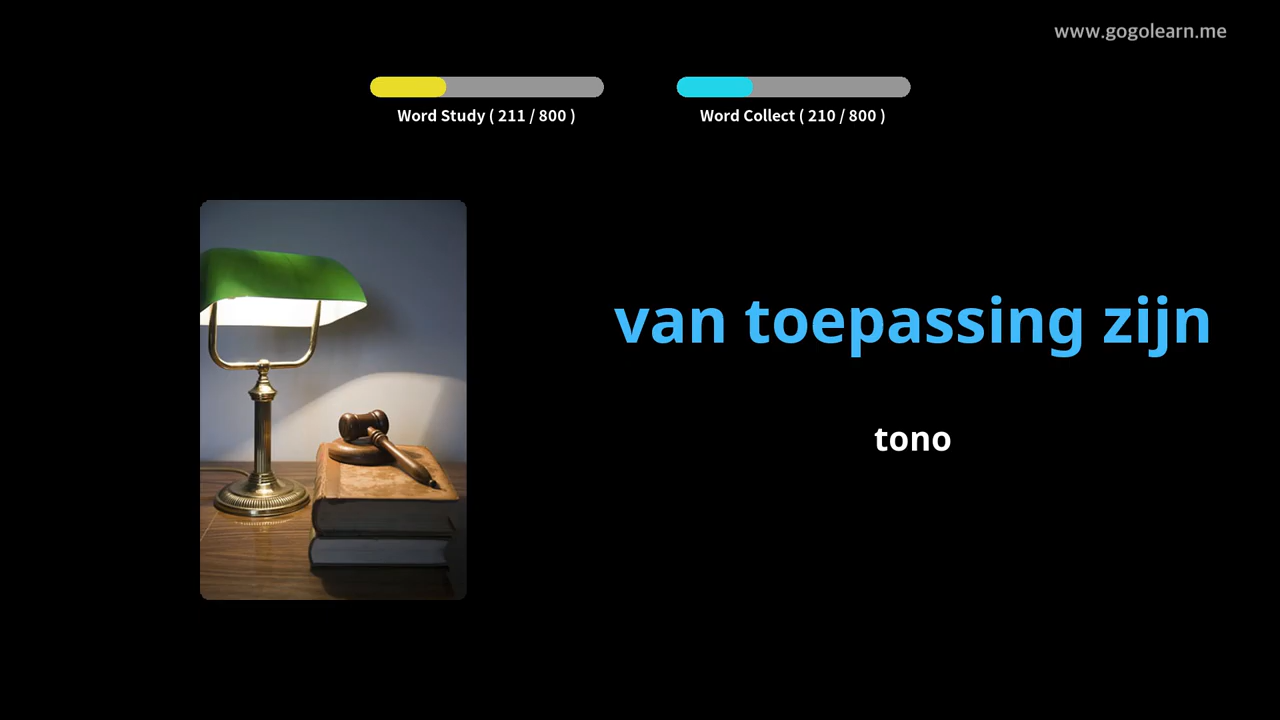 www.gogolearn.me
Word Study ( 211 / 800 )
Word Collect ( 210 / 800 )
van toepassing zijn
tono